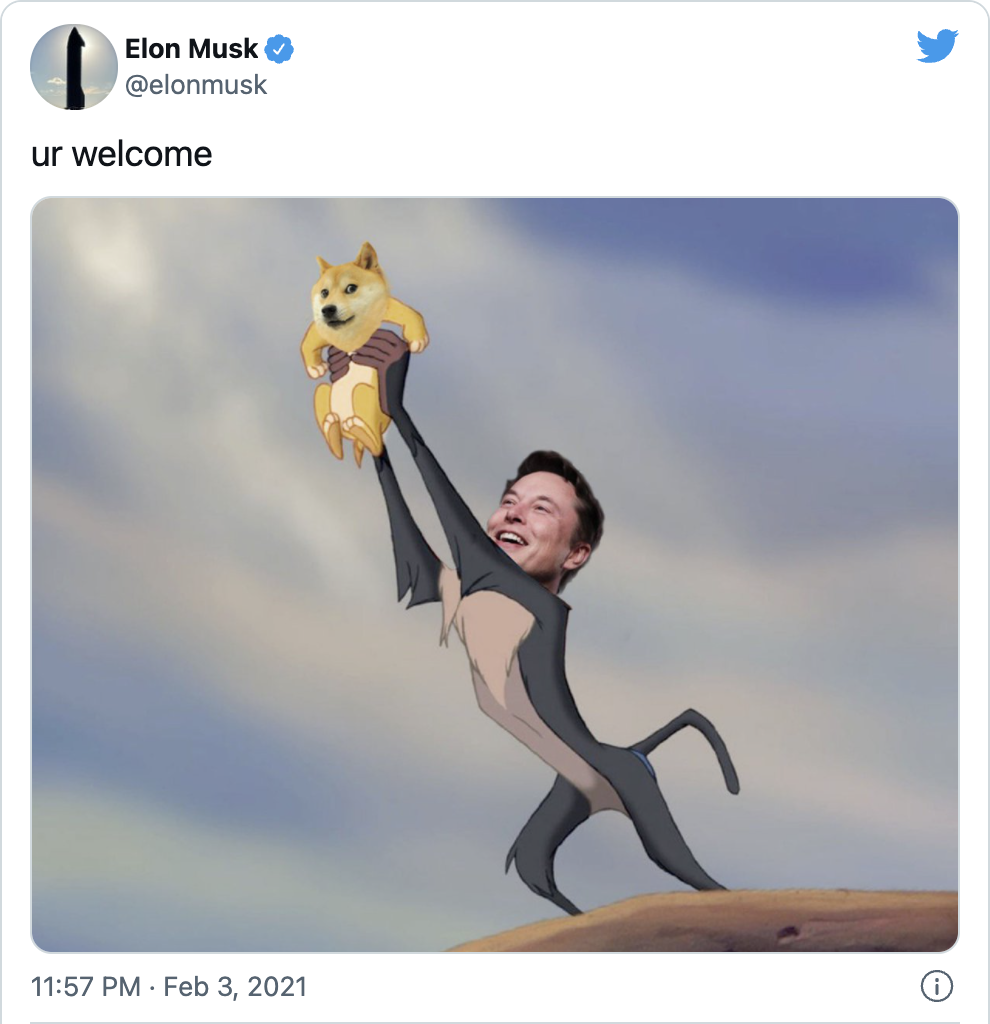 Elon Musk
@elonmusk
ur welcome
11:57 PM · Feb 3, 2021